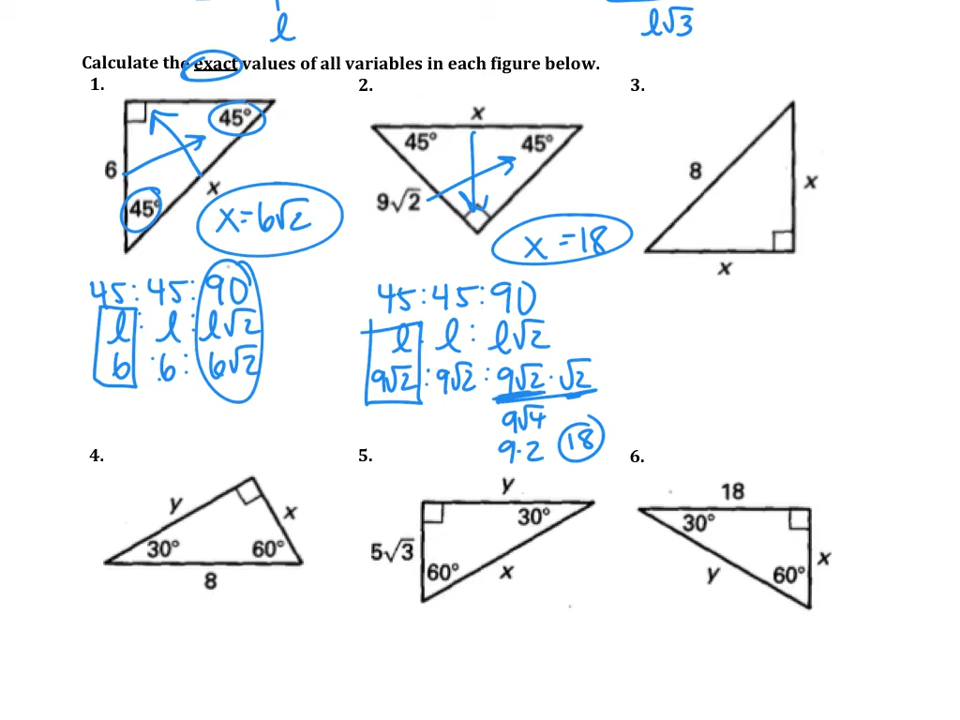 l
l√3
Calculate the exact values of all variables in each figure below.
1.
45°
6
x
45°
x=6√2
45:45:90
l : l : l√2
6 : 6 : 6√2
2.
x
45°
45°
9√2
x=18
45:45:90
l : l : l√2
9√2 : 9√2 : 9√2·√2
9√4
9·2 18
3.
8
x
x
4.
y
x
30°
60°
8
5.
y
30°
5√3
60°
x
6.
18
30°
x
y
60°